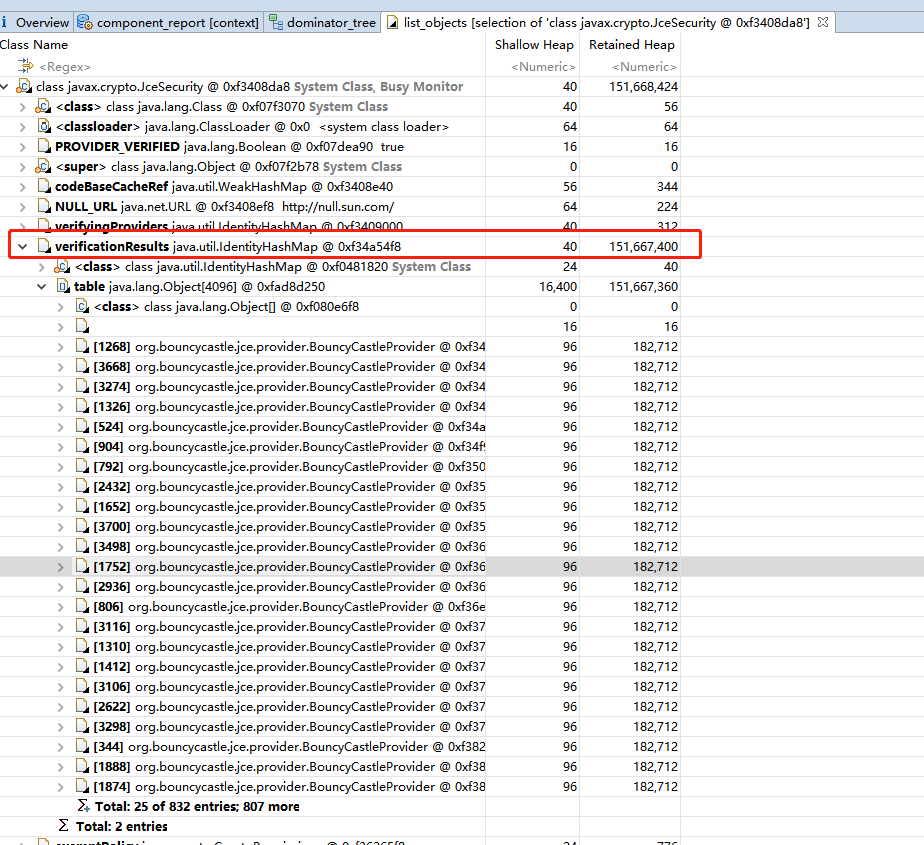 i Overview component_report [context] dominator_tree list_objects [selection of 'class javax.crypto.JceSecurity @ 0xf3408da8']
Class Name Shallow Heap Retained Heap
<Regex> <Numeric> <Numeric>
class javax.crypto.JceSecurity @ 0xf3408da8 System Class, Busy Monitor 40 151,668,424
<class> class java.lang.Class @ 0xf07f3070 System Class 40 56
<classloader> java.lang.ClassLoader @ 0x0 <system class loader> 64 64
PROVIDER_VERIFIED java.lang.Boolean @ 0xf07dea90 true 16 16
<super> class java.lang.Object @ 0xf07f2b78 System Class 0 0
codeBaseCacheRef java.util.WeakHashMap @ 0xf3408e40 56 344
NULL_URL java.net.URL @ 0xf3408ef8 http://null.sun.com/ 64 224
verifyingProviders java.util.IdentityHashMap @ 0xf3409000 40 312
verificationResults java.util.IdentityHashMap @ 0xf34a54f8 40 151,667,400
<class> class java.util.IdentityHashMap @ 0xf0481820 System Class 24 40
table java.lang.Object[4096] @ 0xfad8d250 16,400 151,667,360
<class> class java.lang.Object[] @ 0xf080e6f8 0 0
16 16
[1268] org.bouncycastle.jce.provider.BouncyCastleProvider @ 0xf34 96 182,712
[3668] org.bouncycastle.jce.provider.BouncyCastleProvider @ 0xf34 96 182,712
[3274] org.bouncycastle.jce.provider.BouncyCastleProvider @ 0xf34 96 182,712
[1326] org.bouncycastle.jce.provider.BouncyCastleProvider @ 0xf34 96 182,712
[524] org.bouncycastle.jce.provider.BouncyCastleProvider @ 0xf34a 96 182,712
[904] org.bouncycastle.jce.provider.BouncyCastleProvider @ 0xf34f9 96 182,712
[792] org.bouncycastle.jce.provider.BouncyCastleProvider @ 0xf350 96 182,712
[2432] org.bouncycastle.jce.provider.BouncyCastleProvider @ 0xf35 96 182,712
[1652] org.bouncycastle.jce.provider.BouncyCastleProvider @ 0xf35 96 182,712
[3700] org.bouncycastle.jce.provider.BouncyCastleProvider @ 0xf35 96 182,712
[3498] org.bouncycastle.jce.provider.BouncyCastleProvider @ 0xf36 96 182,712
[1752] org.bouncycastle.jce.provider.BouncyCastleProvider @ 0xf36 96 182,712
[2936] org.bouncycastle.jce.provider.BouncyCastleProvider @ 0xf36 96 182,712
[806] org.bouncycastle.jce.provider.BouncyCastleProvider @ 0xf36e 96 182,712
[3116] org.bouncycastle.jce.provider.BouncyCastleProvider @ 0xf37 96 182,712
[1310] org.bouncycastle.jce.provider.BouncyCastleProvider @ 0xf37 96 182,712
[1412] org.bouncycastle.jce.provider.BouncyCastleProvider @ 0xf37 96 182,712
[3106] org.bouncycastle.jce.provider.BouncyCastleProvider @ 0xf37 96 182,712
[2622] org.bouncycastle.jce.provider.BouncyCastleProvider @ 0xf37 96 182,712
[3298] org.bouncycastle.jce.provider.BouncyCastleProvider @ 0xf37 96 182,712
[344] org.bouncycastle.jce.provider.BouncyCastleProvider @ 0xf382 96 182,712
[1888] org.bouncycastle.jce.provider.BouncyCastleProvider @ 0xf38 96 182,712
[1874] org.bouncycastle.jce.provider.BouncyCastleProvider @ 0xf38 96 182,712
Total: 25 of 832 entries; 807 more
Total: 2 entries